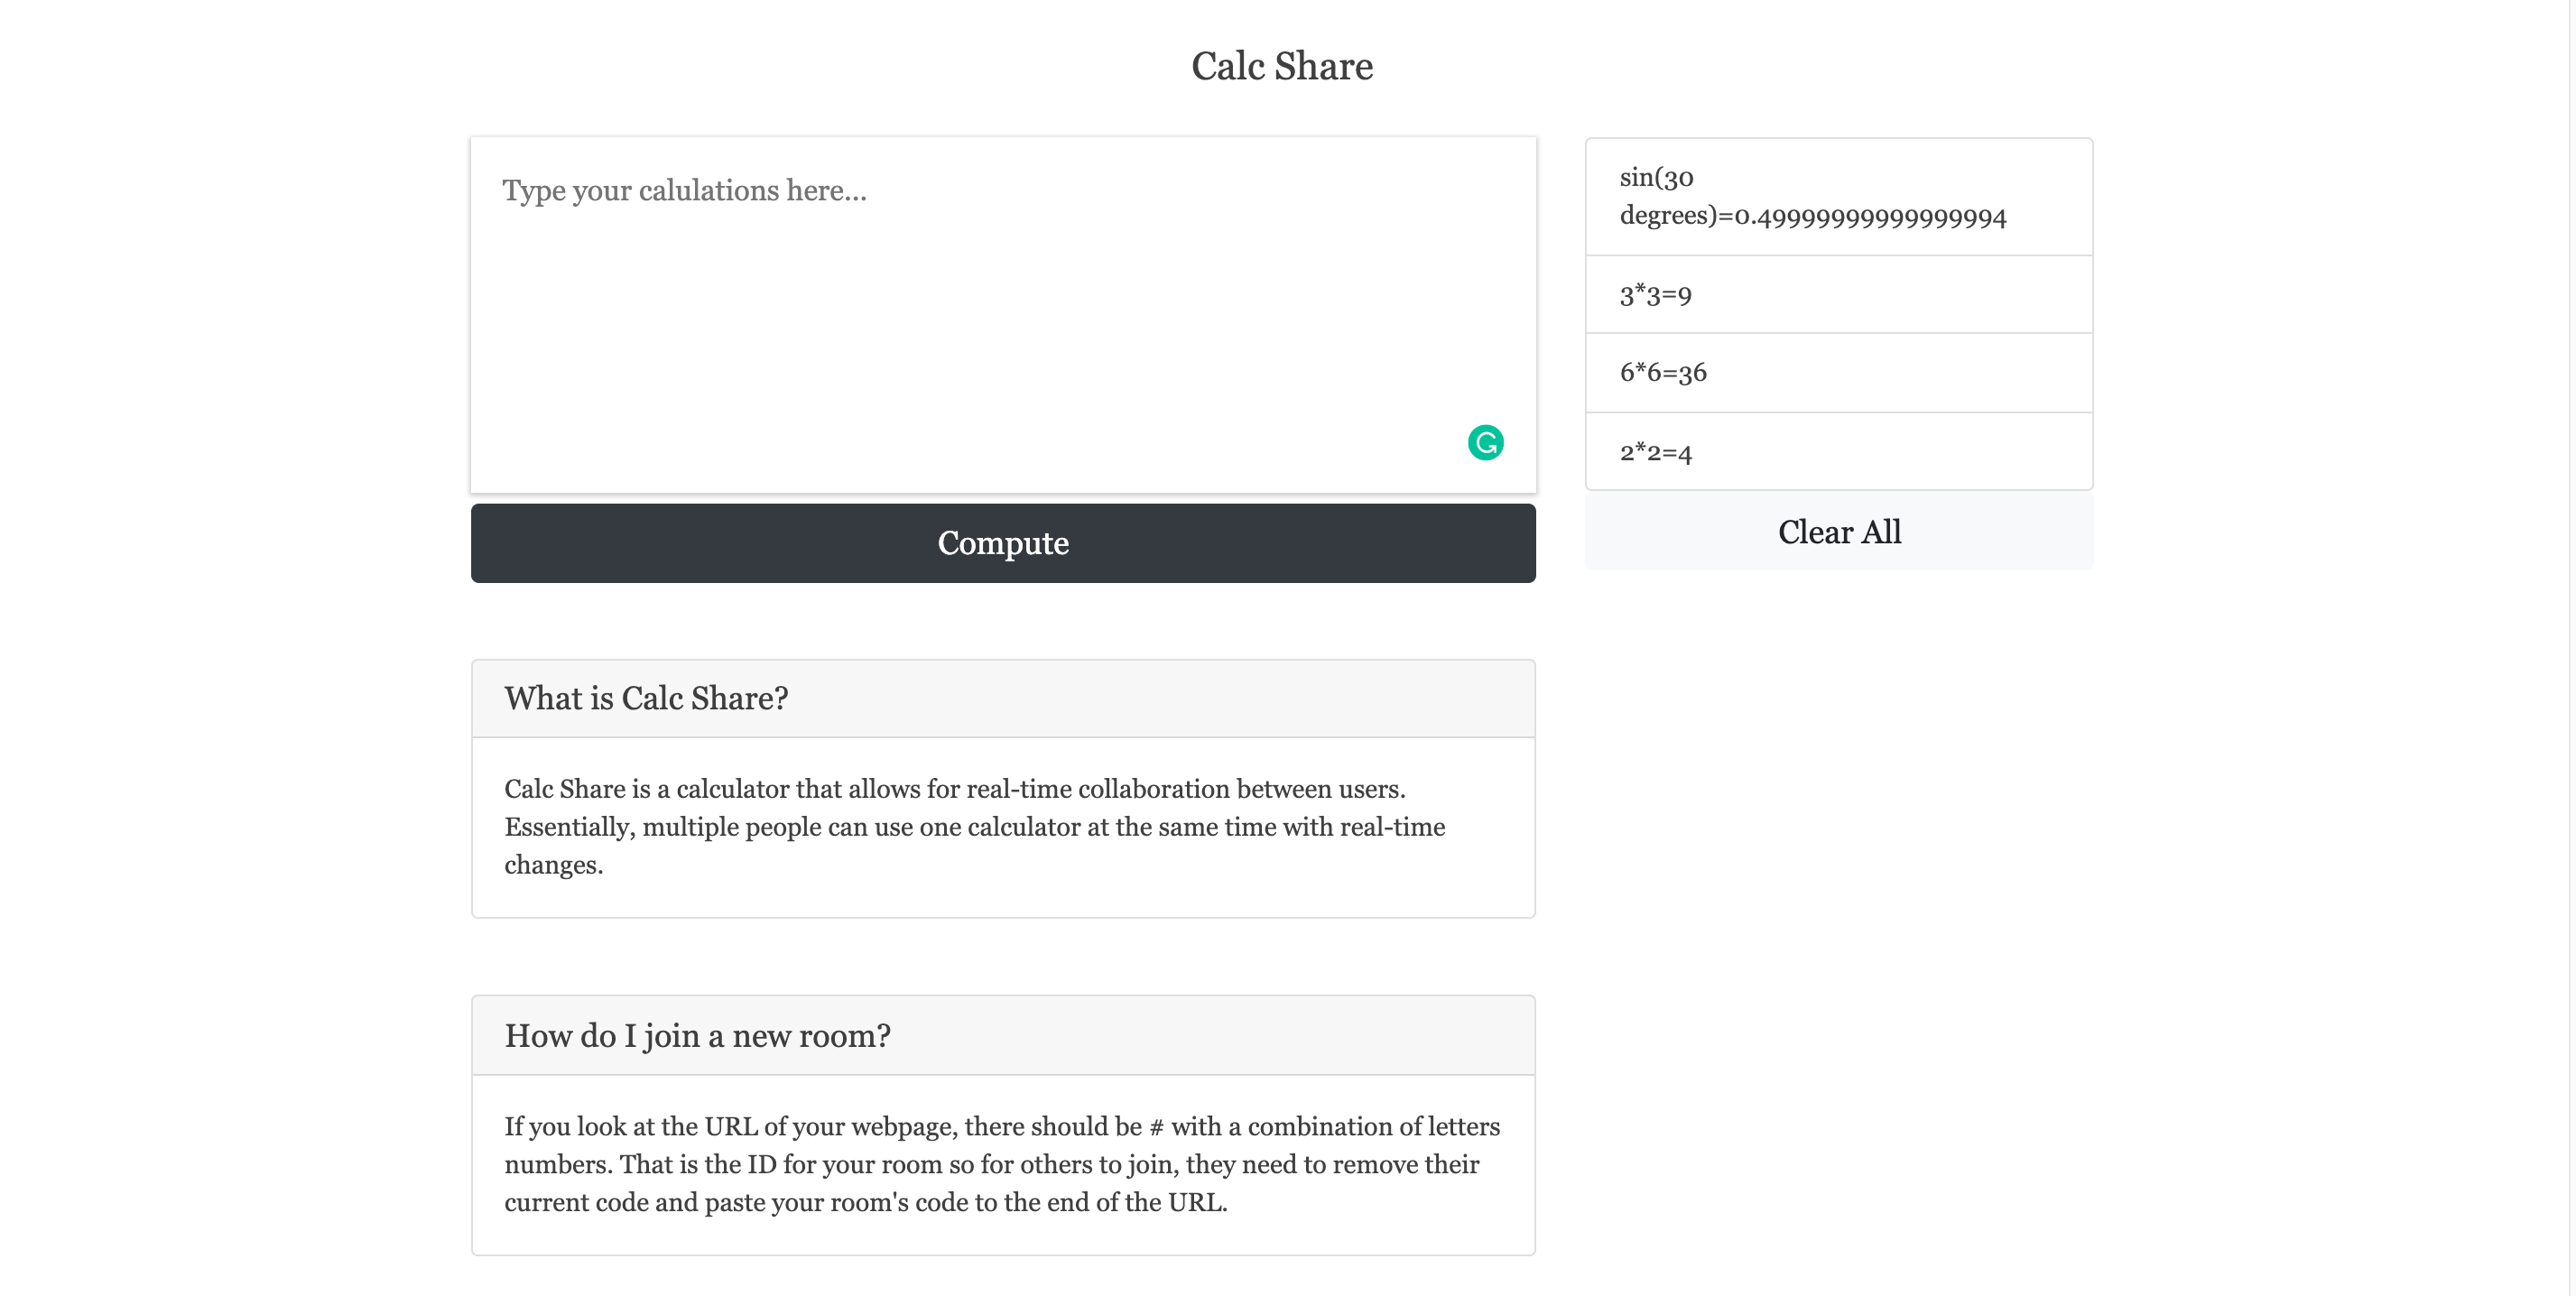 Calc Share
Type your calulations here...
Compute
sin(30
degrees)=0.49999999999999994
3*3=9
6*6=36
2*2=4
Clear All
What is Calc Share?
Calc Share is a calculator that allows for real-time collaboration between users.
Essentially, multiple people can use one calculator at the same time with real-time
changes.
How do I join a new room?
If you look at the URL of your webpage, there should be # with a combination of letters
numbers. That is the ID for your room so for others to join, they need to remove their
current code and paste your room's code to the end of the URL.